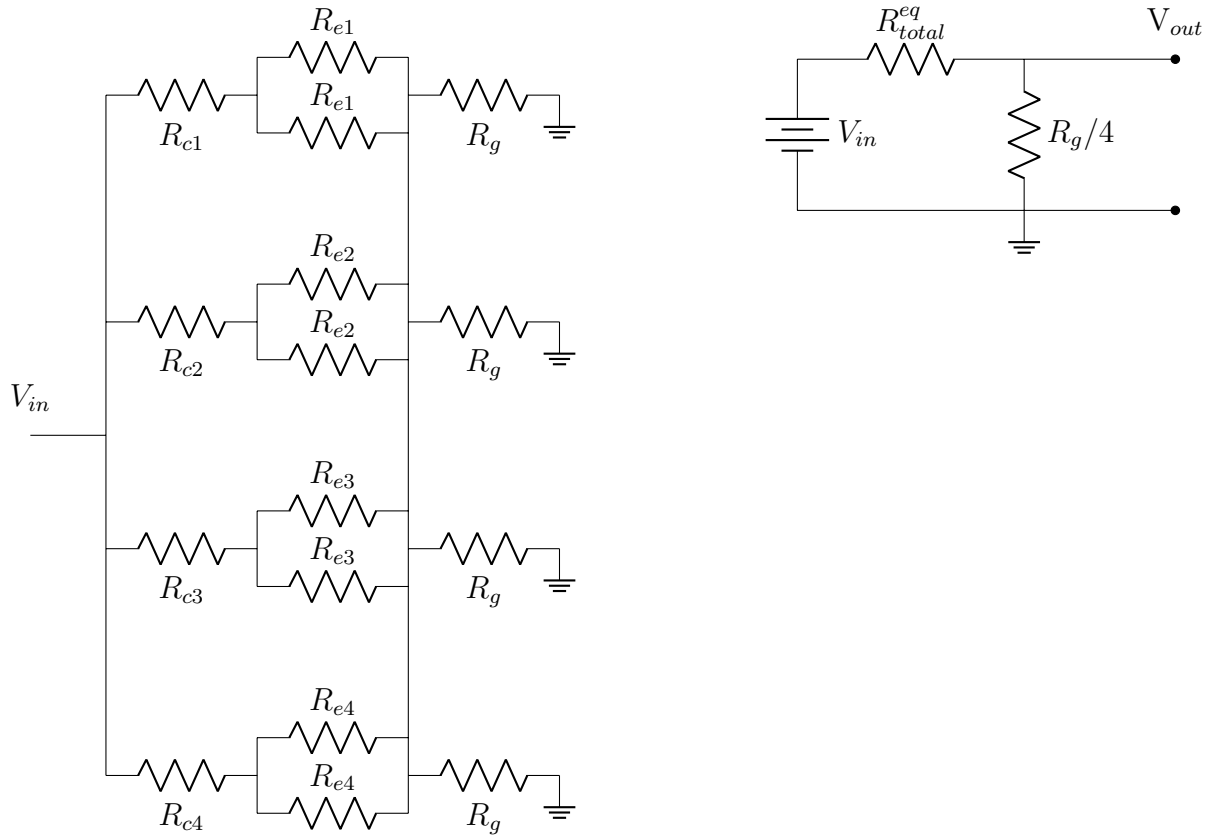 R_{e1}
R_{e1}
R_{c1}
R_g
R_{e2}
R_{e2}
R_{c2}
R_g
V_{in}
R_{e3}
R_{e3}
R_{c3}
R_g
R_{e4}
R_{e4}
R_{c4}
R_g
R_{total}^{eq}
V_{out}
V_{in}
R_g/4